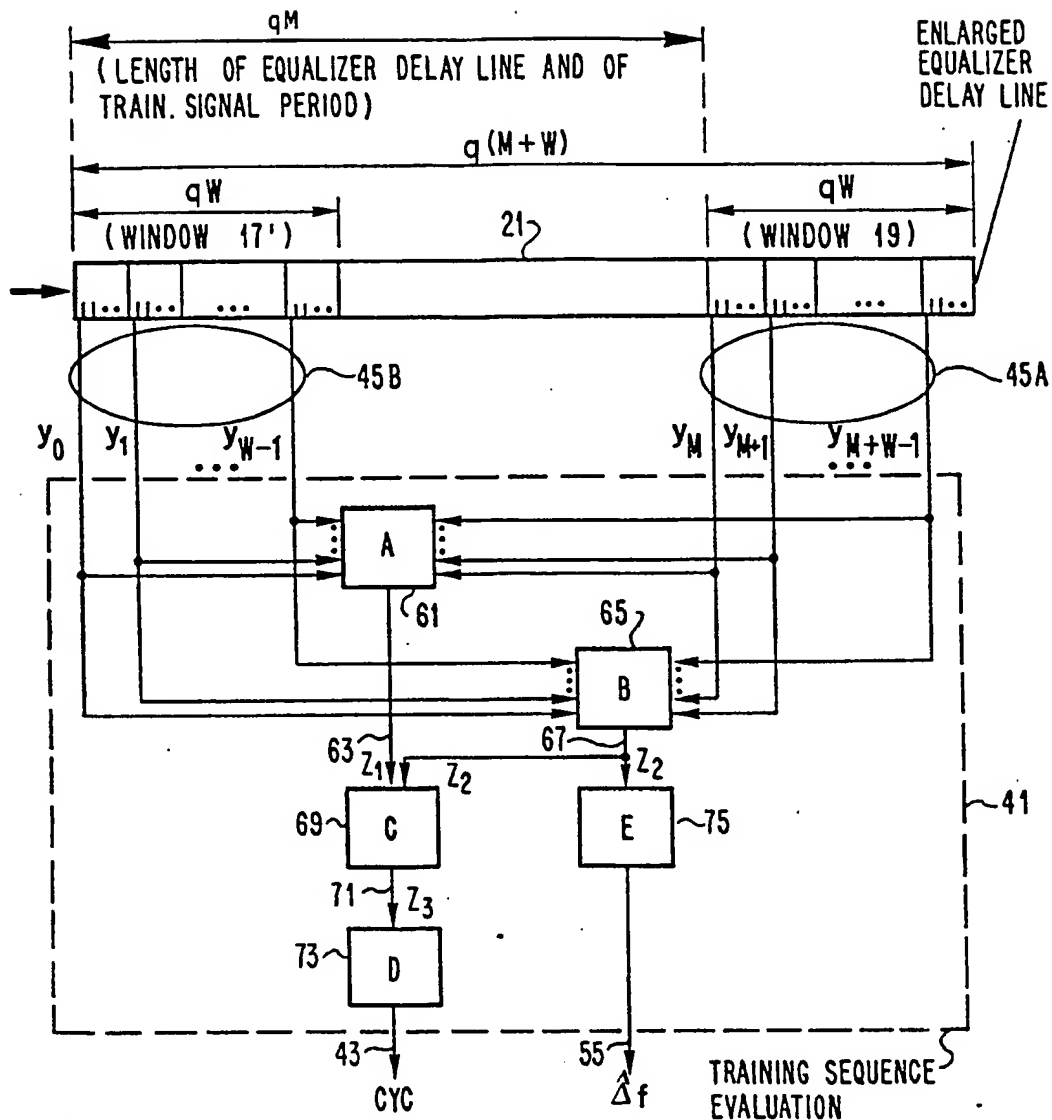 qM
ENLARGED
EQUALIZER
DELAY LINE
( LENGTH OF EQUALIZER DELAY LINE AND OF
TRAIN. SIGNAL PERIOD )
q (M+W)
qW
qW
( WINDOW 17' )
21
( WINDOW 19 )
45B
45A
y0 y1 yW-1 yM yM+1 yM+W-1
A
61
65
B
63
67
Z1 Z2 Z2
69 C E 75
41
71 Z3
73 D
43
55
CYC
Δ̂f
TRAINING SEQUENCE
EVALUATION